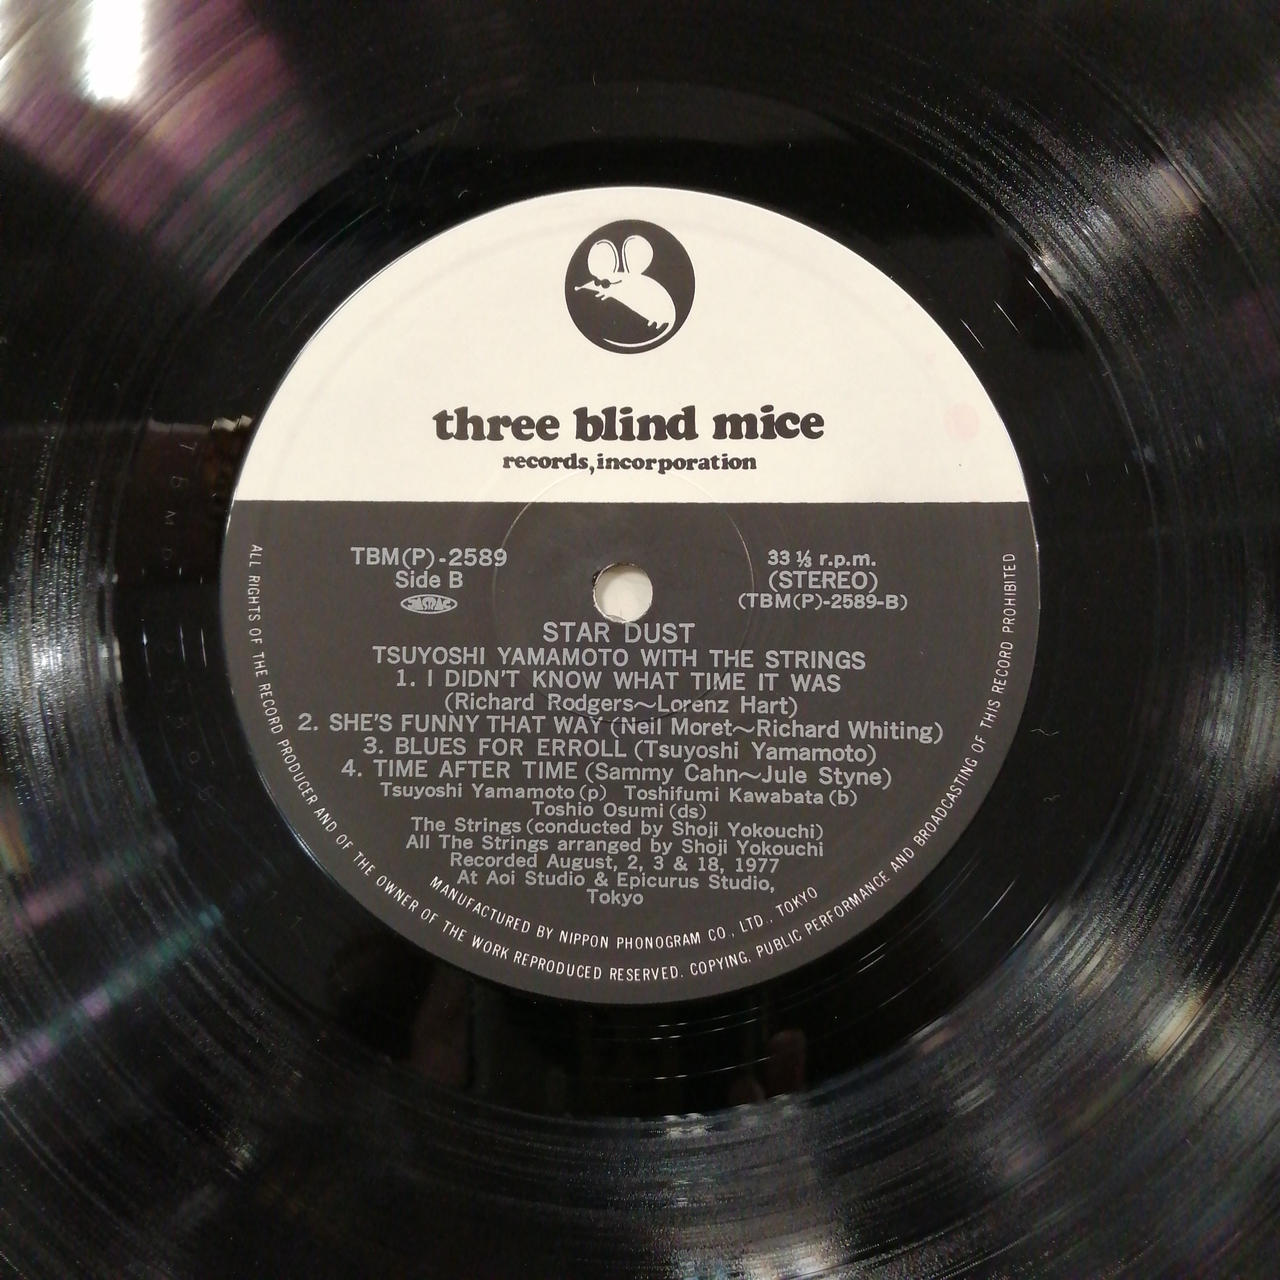 three blind mice
records, incorporation
TBM(P)-2589
Side B
JASRAC
33 ⅓ r.p.m.
(STEREO)
(TBM(P)-2589-B)
STAR DUST
TSUYOSHI YAMAMOTO WITH THE STRINGS
1. I DIDN'T KNOW WHAT TIME IT WAS
(Richard Rodgers~Lorenz Hart)
2. SHE'S FUNNY THAT WAY (Neil Moret~Richard Whiting)
3. BLUES FOR ERROLL (Tsuyoshi Yamamoto)
4. TIME AFTER TIME (Sammy Cahn~Jule Styne)
Tsuyoshi Yamamoto (p) Toshifumi Kawabata (b)
Toshio Osumi (ds)
The Strings (conducted by Shoji Yokouchi)
All The Strings arranged by Shoji Yokouchi
Recorded August, 2, 3 & 18, 1977
At Aoi Studio & Epicurus Studio,
Tokyo
MANUFACTURED BY NIPPON PHONOGRAM CO., LTD., TOKYO
ALL RIGHTS OF THE RECORD PRODUCER AND OF THE OWNER OF THE WORK REPRODUCED RESERVED. COPYING, PUBLIC PERFORMANCE AND BROADCASTING OF THIS RECORD PROHIBITED